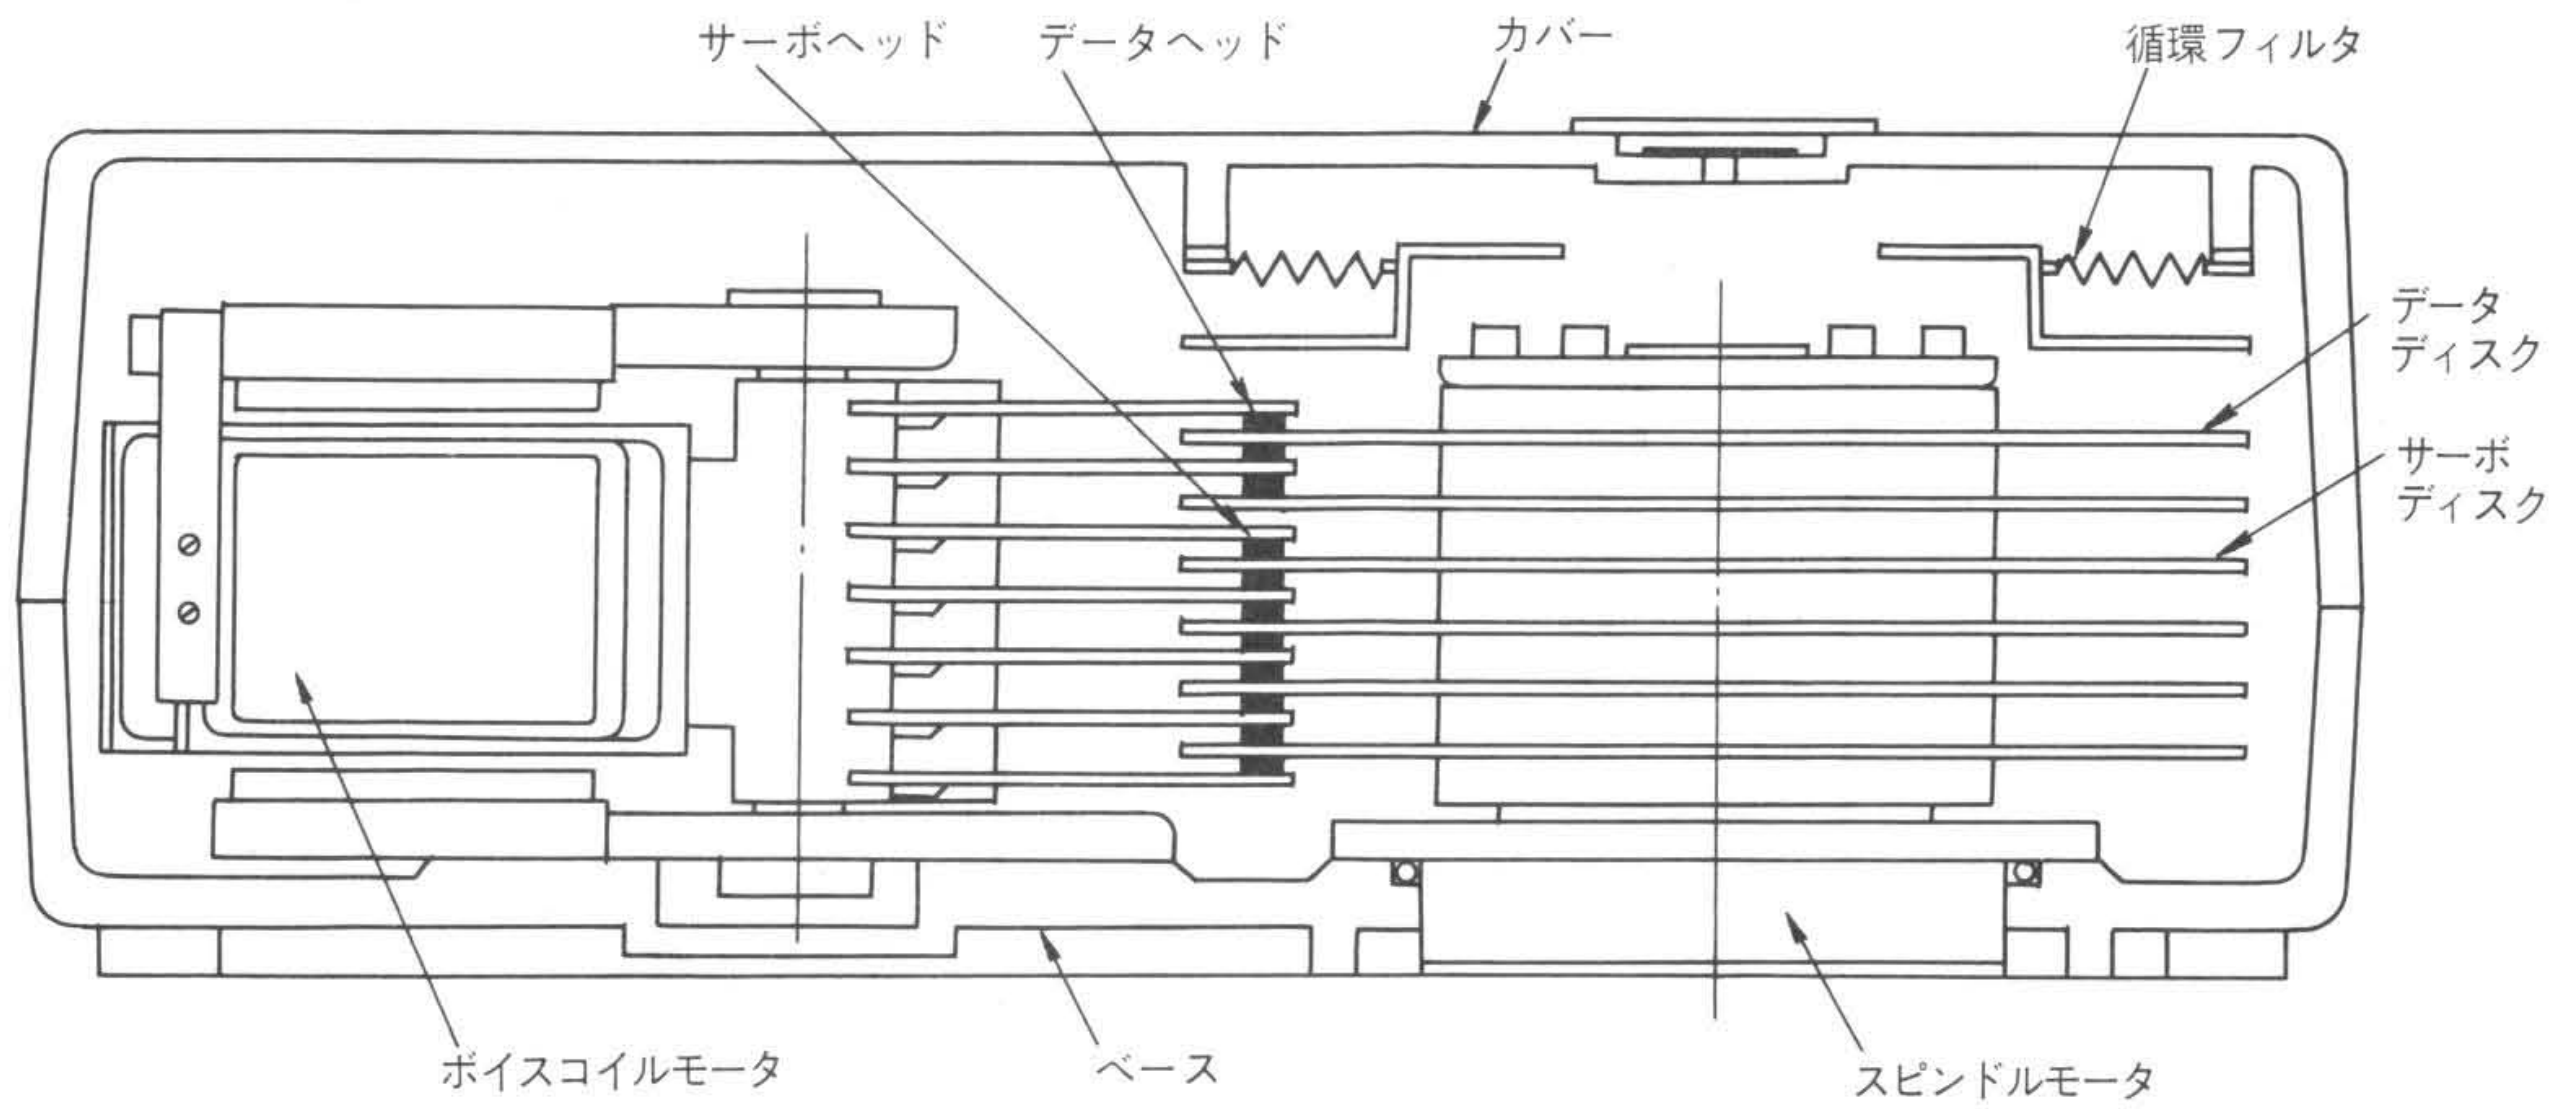 サーボヘッド
データヘッド
カバー
循環フィルタ
データ
ディスク
サーボ
ディスク
ボイスコイルモータ
ベース
スピンドルモータ